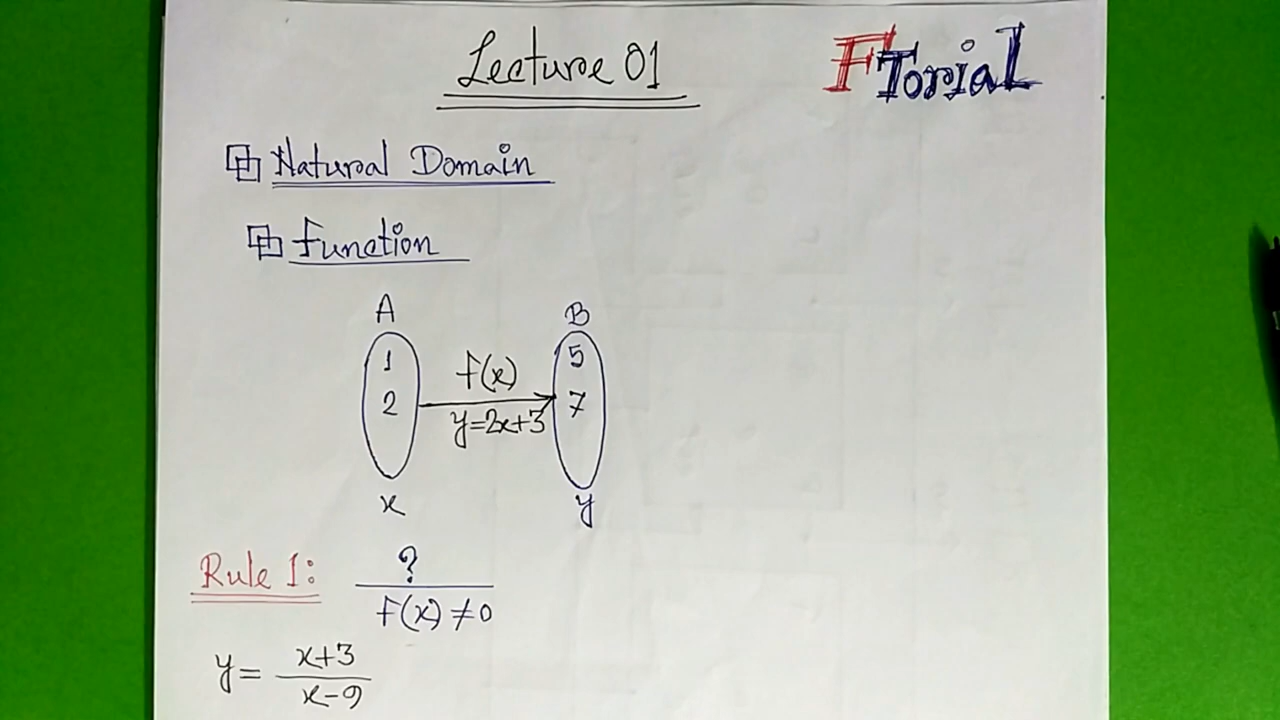 Lecture 01
FTorial
Natural Domain
Function
A B
1 5
f(x)
2 7
y=2x+3
x y
Rule 1: ?/f(x)≠0
y= x+3/x-9